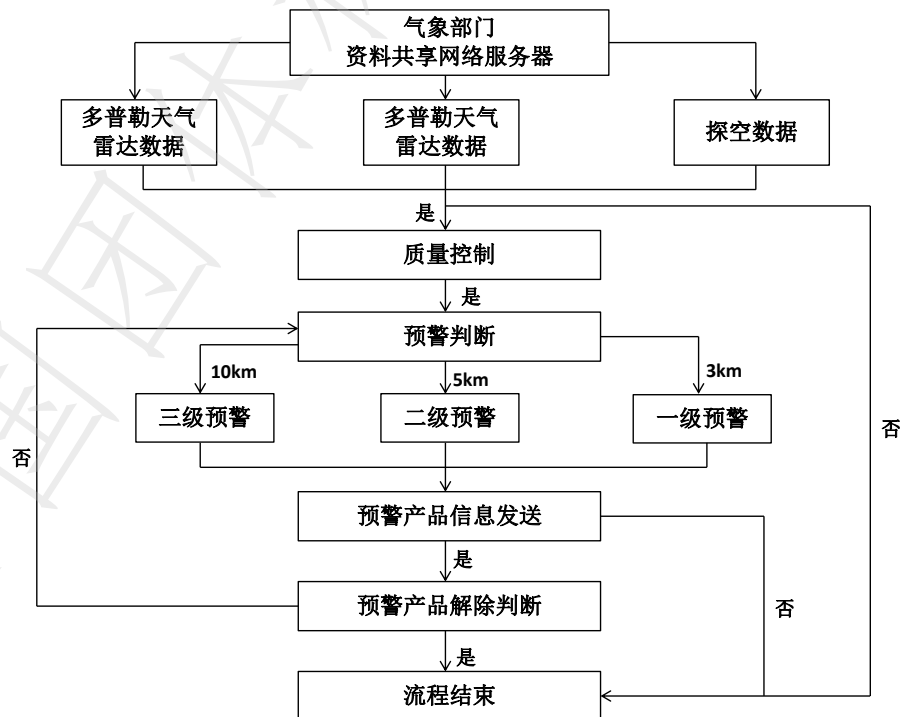 气象部门
资料共享网络服务器
多普勒天气
雷达数据
多普勒天气
雷达数据
探空数据
是
质量控制
是
预警判断
10km
5km
3km
三级预警
二级预警
一级预警
否
否
预警产品信息发送
是
预警产品解除判断
否
是
流程结束